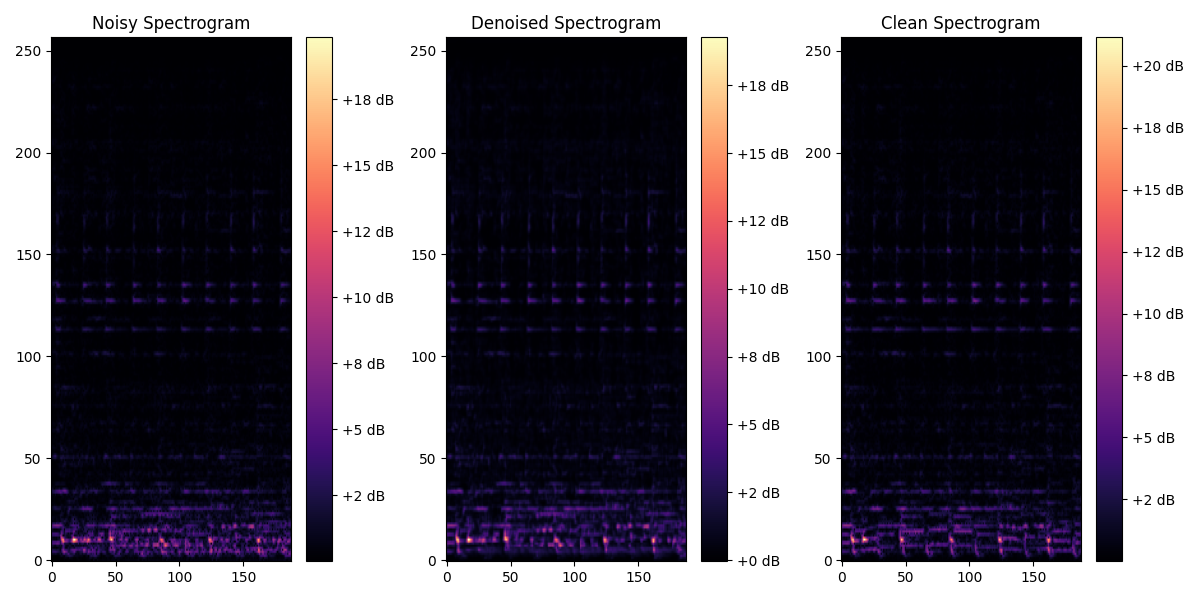 Noisy Spectrogram
250
200
150
100
50
0
0 50 100 150
+18 dB
+15 dB
+12 dB
+10 dB
+8 dB
+5 dB
+2 dB
Denoised Spectrogram
250
200
150
100
50
0
0 50 100 150
+18 dB
+15 dB
+12 dB
+10 dB
+8 dB
+5 dB
+2 dB
+0 dB
Clean Spectrogram
250
200
150
100
50
0
0 50 100 150
+20 dB
+18 dB
+15 dB
+12 dB
+10 dB
+8 dB
+5 dB
+2 dB